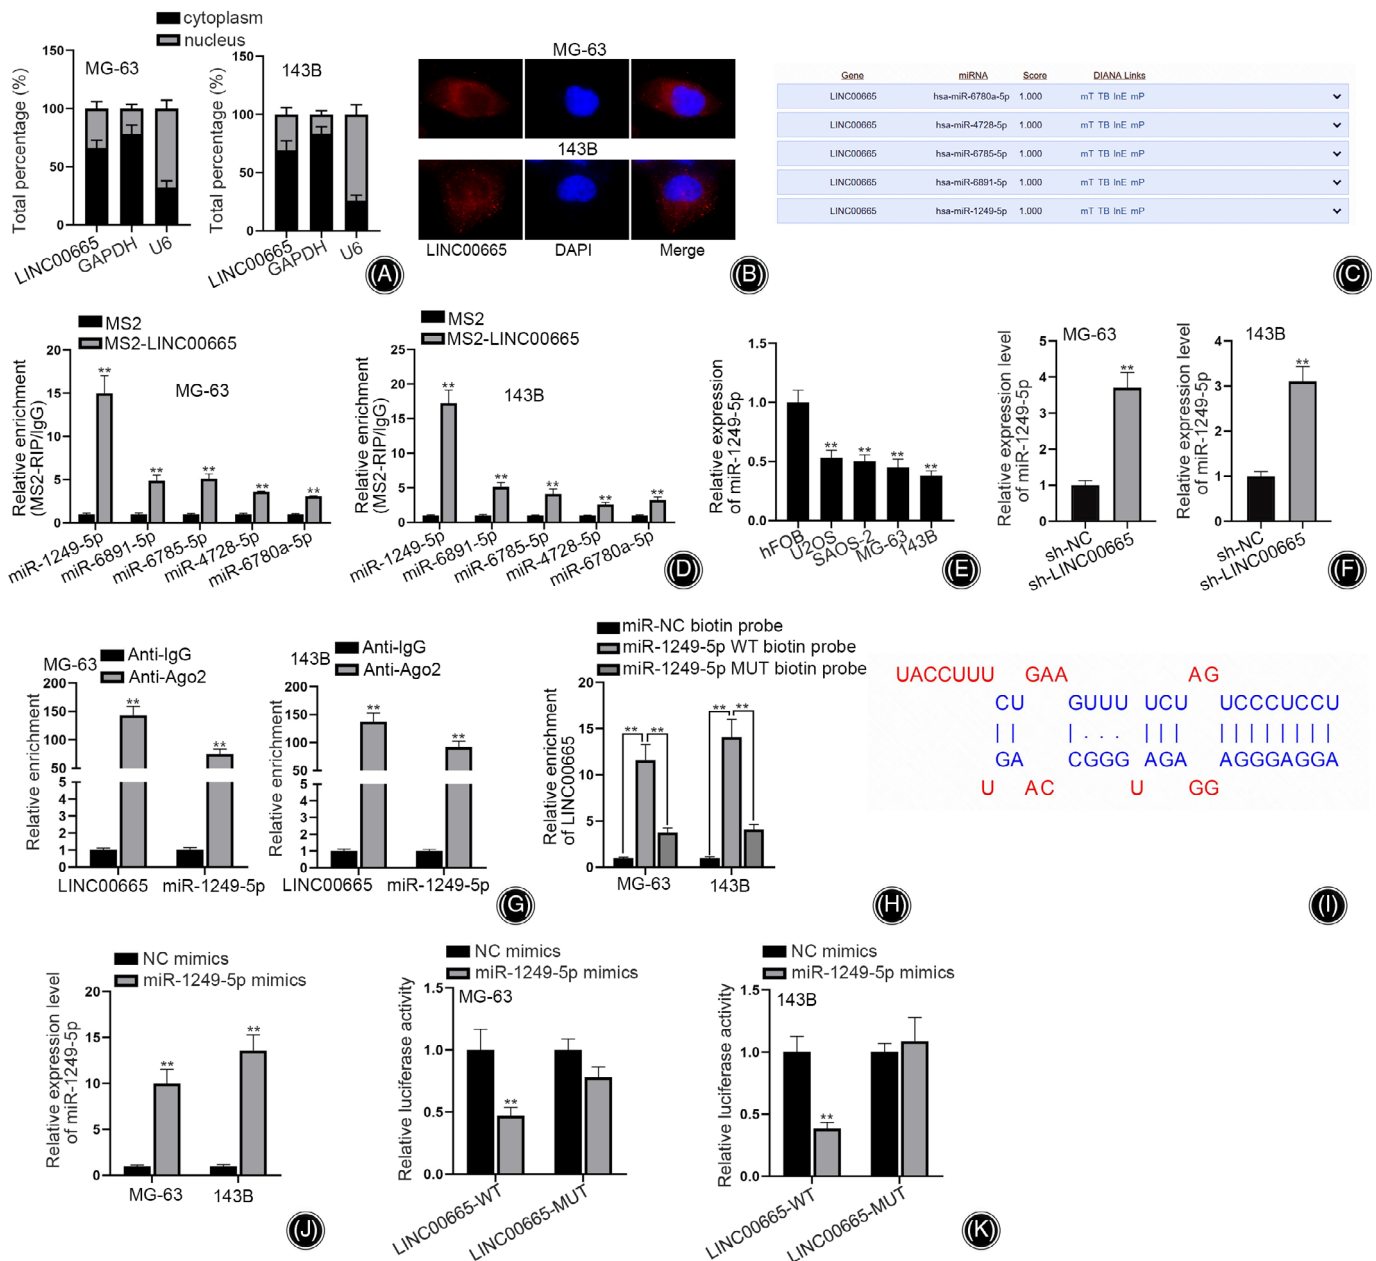 cytoplasm
nucleus
Total percentage (%)
150
100
50
0
MG-63
LINC00665
GAPDH
U6
Total percentage (%)
150
100
50
0
143B
LINC00665
GAPDH
U6
(A)
MG-63
143B
LINC00665
DAPI
Merge
(B)
Gene miRNA Score DIANA Links
LINC00665 hsa-miR-6780a-5p 1.000 mT TB InE mP
LINC00665 hsa-miR-4728-5p 1.000 mT TB InE mP
LINC00665 hsa-miR-6785-5p 1.000 mT TB InE mP
LINC00665 hsa-miR-6891-5p 1.000 mT TB InE mP
LINC00665 hsa-miR-1249-5p 1.000 mT TB InE mP
(C)
MS2
MS2-LINC00665
Relative enrichment
(MS2-RIP/IgG)
20
15
10
5
0
MG-63
**
**
**
**
**
miR-1249-5p
miR-6891-5p
miR-6785-5p
miR-4728-5p
miR-6780a-5p
MS2
MS2-LINC00665
Relative enrichment
(MS2-RIP/IgG)
25
20
15
10
5
0
143B
**
**
**
**
**
miR-1249-5p
miR-6891-5p
miR-6785-5p
miR-4728-5p
miR-6780a-5p
(D)
Relative expression
of miR-1249-5p
1.5
1.0
0.5
0.0
**
**
**
**
hFOB
U2OS
SAOS-2
MG-63
143B
(E)
Relative expression level
of miR-1249-5p
5
4
3
2
1
0
MG-63
**
sh-NC
sh-LINC00665
Relative expression level
of miR-1249-5p
4
3
2
1
0
143B
**
sh-NC
sh-LINC00665
(F)
MG-63
Anti-IgG
Anti-Ago2
Relative enrichment
200
150
100
50
5
4
3
2
1
0
**
**
LINC00665
miR-1249-5p
143B
Anti-IgG
Anti-Ago2
Relative enrichment
200
150
100
50
5
4
3
2
1
0
**
**
LINC00665
miR-1249-5p
(G)
miR-NC biotin probe
miR-1249-5p WT biotin probe
miR-1249-5p MUT biotin probe
Relative enrichment
of LINC00665
20
15
10
5
0
** **
** **
MG-63
143B
(H)
UACCUUU GAA AG
CU GUUU UCU UCCCUCCU
GA CGGG AGA AGGGAGGA
U AC U GG
(I)
NC mimics
miR-1249-5p mimics
Relative expression level
of miR-1249-5p
20
15
10
5
0
**
**
MG-63
143B
(J)
NC mimics
miR-1249-5p mimics
Relative luciferase activity
1.5
1.0
0.5
0.0
MG-63
**
LINC00665-WT
LINC00665-MUT
NC mimics
miR-1249-5p mimics
Relative luciferase activity
1.5
1.0
0.5
0.0
143B
**
LINC00665-WT
LINC00665-MUT
(K)